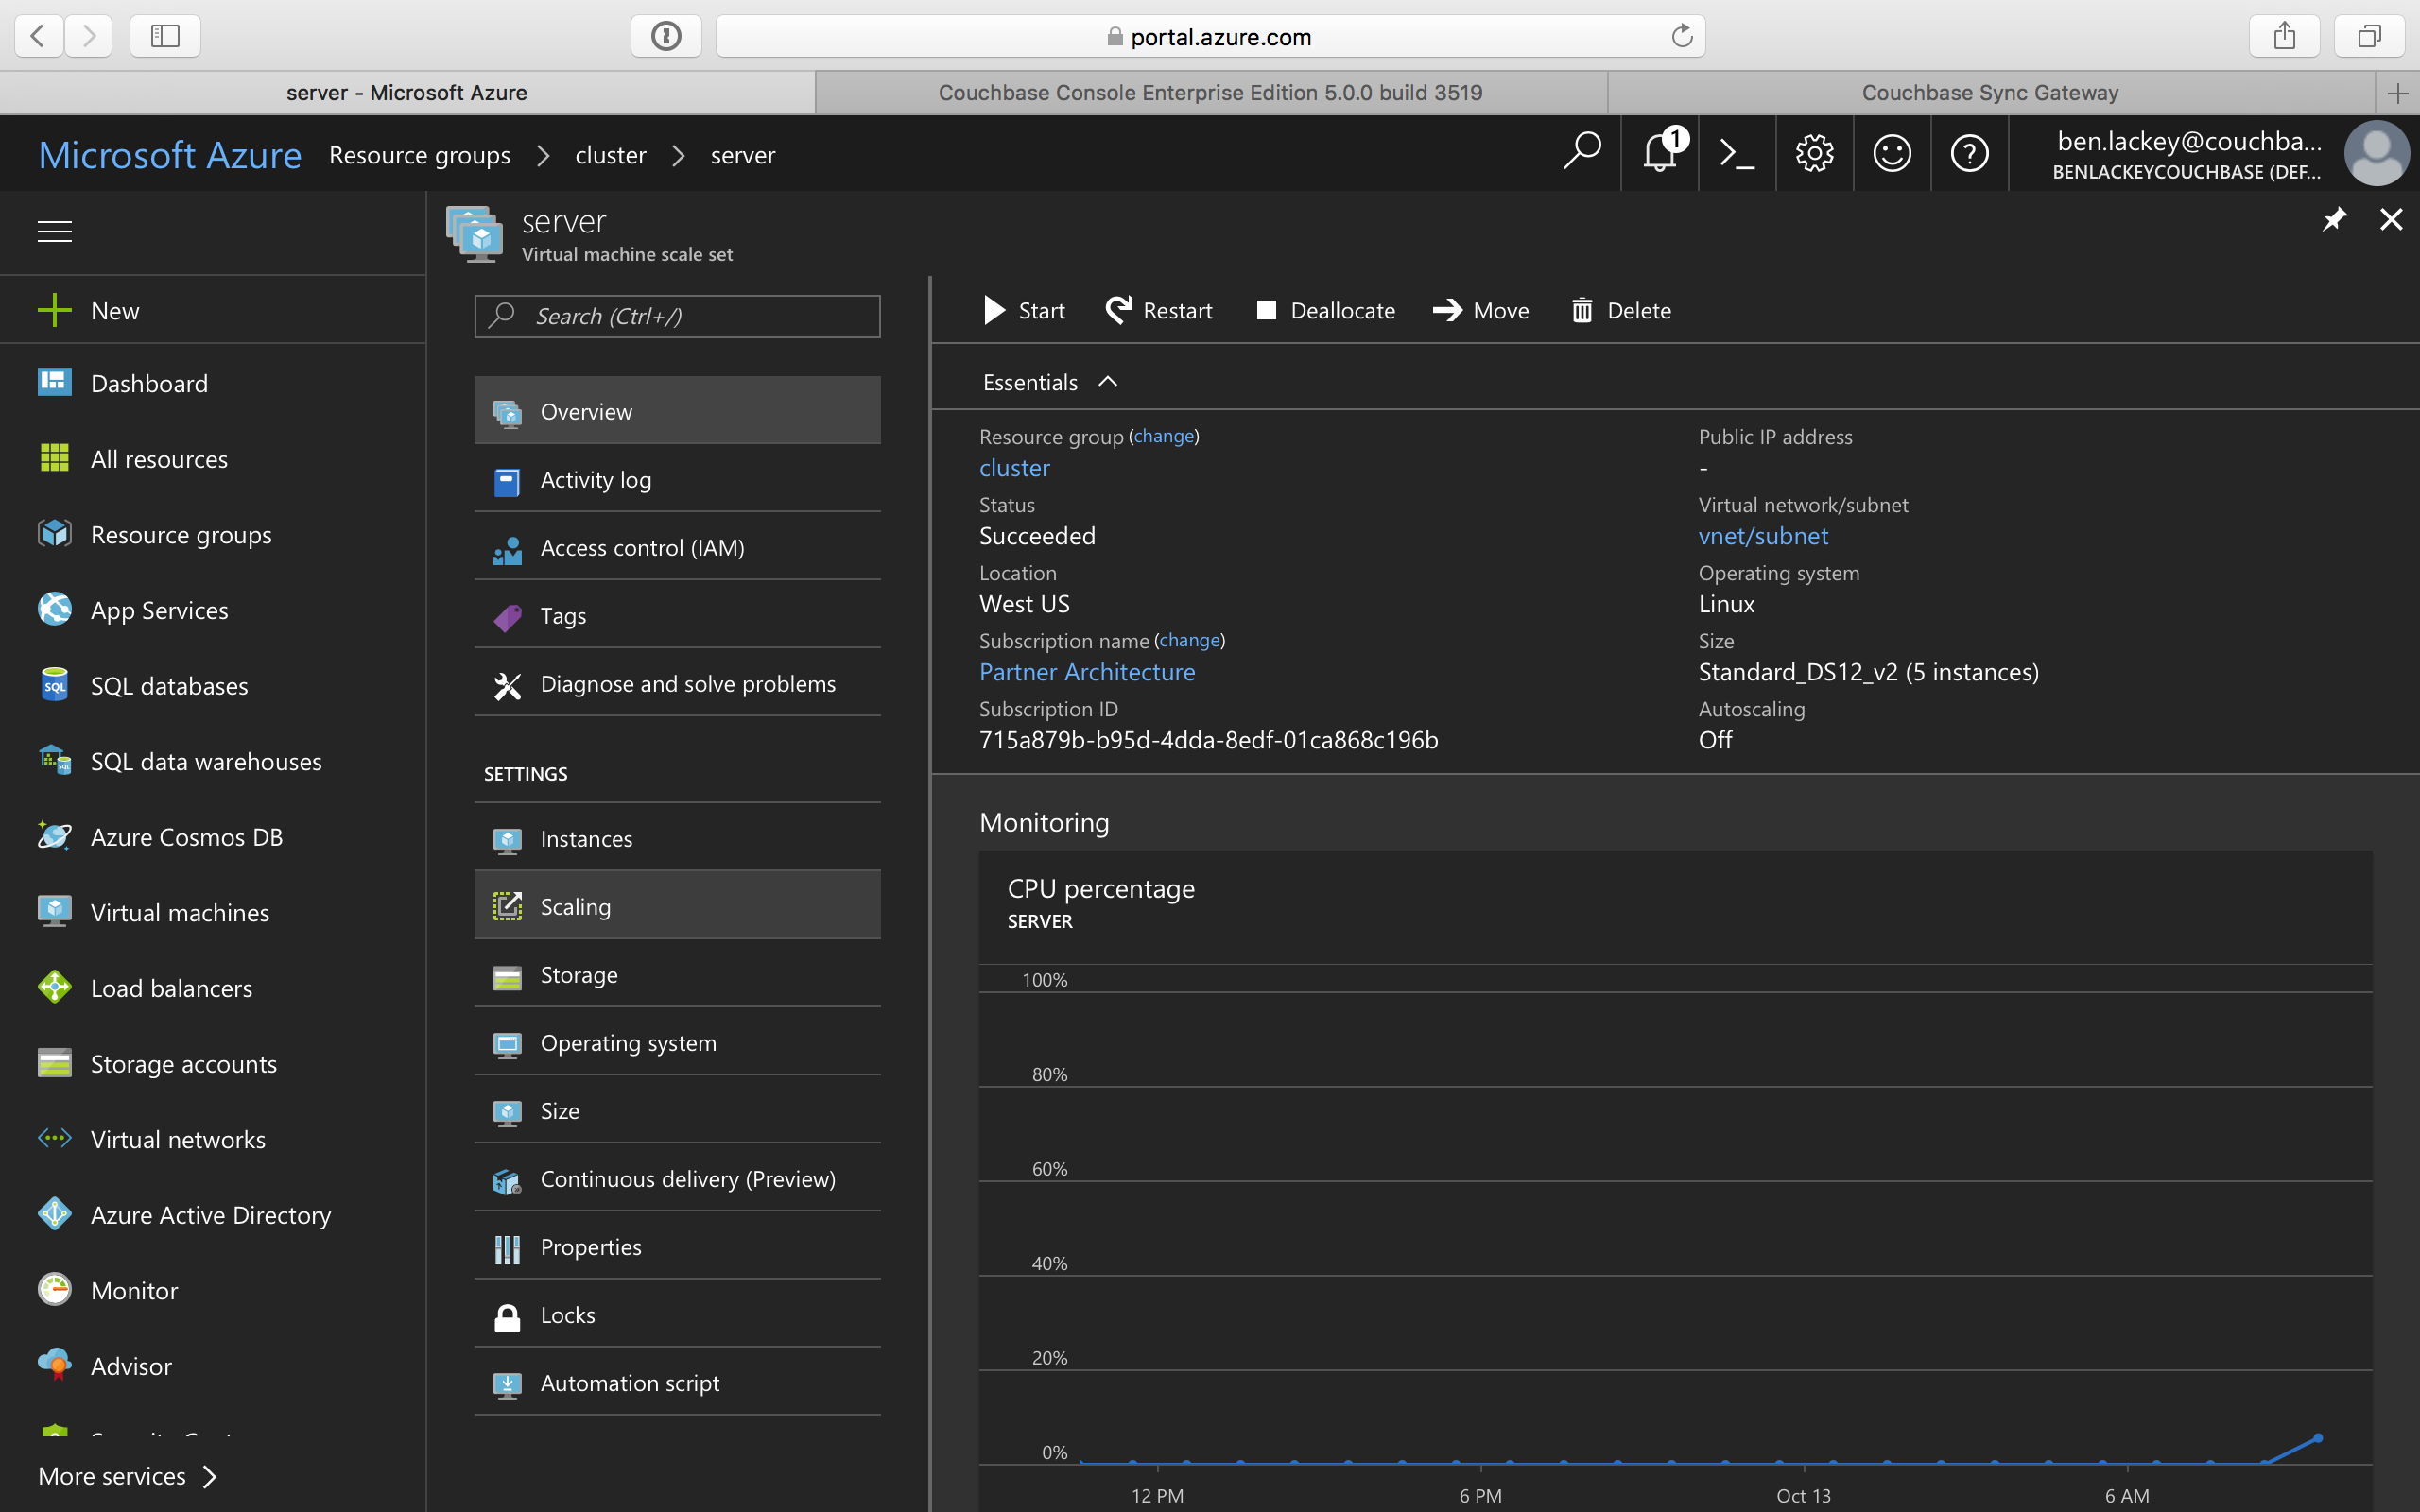 portal.azure.com
server - Microsoft Azure
Couchbase Console Enterprise Edition 5.0.0 build 3519
Couchbase Sync Gateway
Microsoft Azure
Resource groups
cluster
server
1
ben.lackey@couchba...
BENLACKEYCOUCHBASE (DEF...
New
Dashboard
All resources
Resource groups
App Services
SQL databases
SQL data warehouses
Azure Cosmos DB
Virtual machines
Load balancers
Storage accounts
Virtual networks
Azure Active Directory
Monitor
Advisor
More services
server
Virtual machine scale set
Search (Ctrl+/)
Overview
Activity log
Access control (IAM)
Tags
Diagnose and solve problems
SETTINGS
Instances
Scaling
Storage
Operating system
Size
Continuous delivery (Preview)
Properties
Locks
Automation script
Start
Restart
Deallocate
Move
Delete
Essentials
Resource group (change)
cluster
Status
Succeeded
Location
West US
Subscription name (change)
Partner Architecture
Subscription ID
715a879b-b95d-4dda-8edf-01ca868c196b
Public IP address
-
Virtual network/subnet
vnet/subnet
Operating system
Linux
Size
Standard_DS12_v2 (5 instances)
Autoscaling
Off
Monitoring
CPU percentage
SERVER
100%
80%
60%
40%
20%
0%
12 PM
6 PM
Oct 13
6 AM